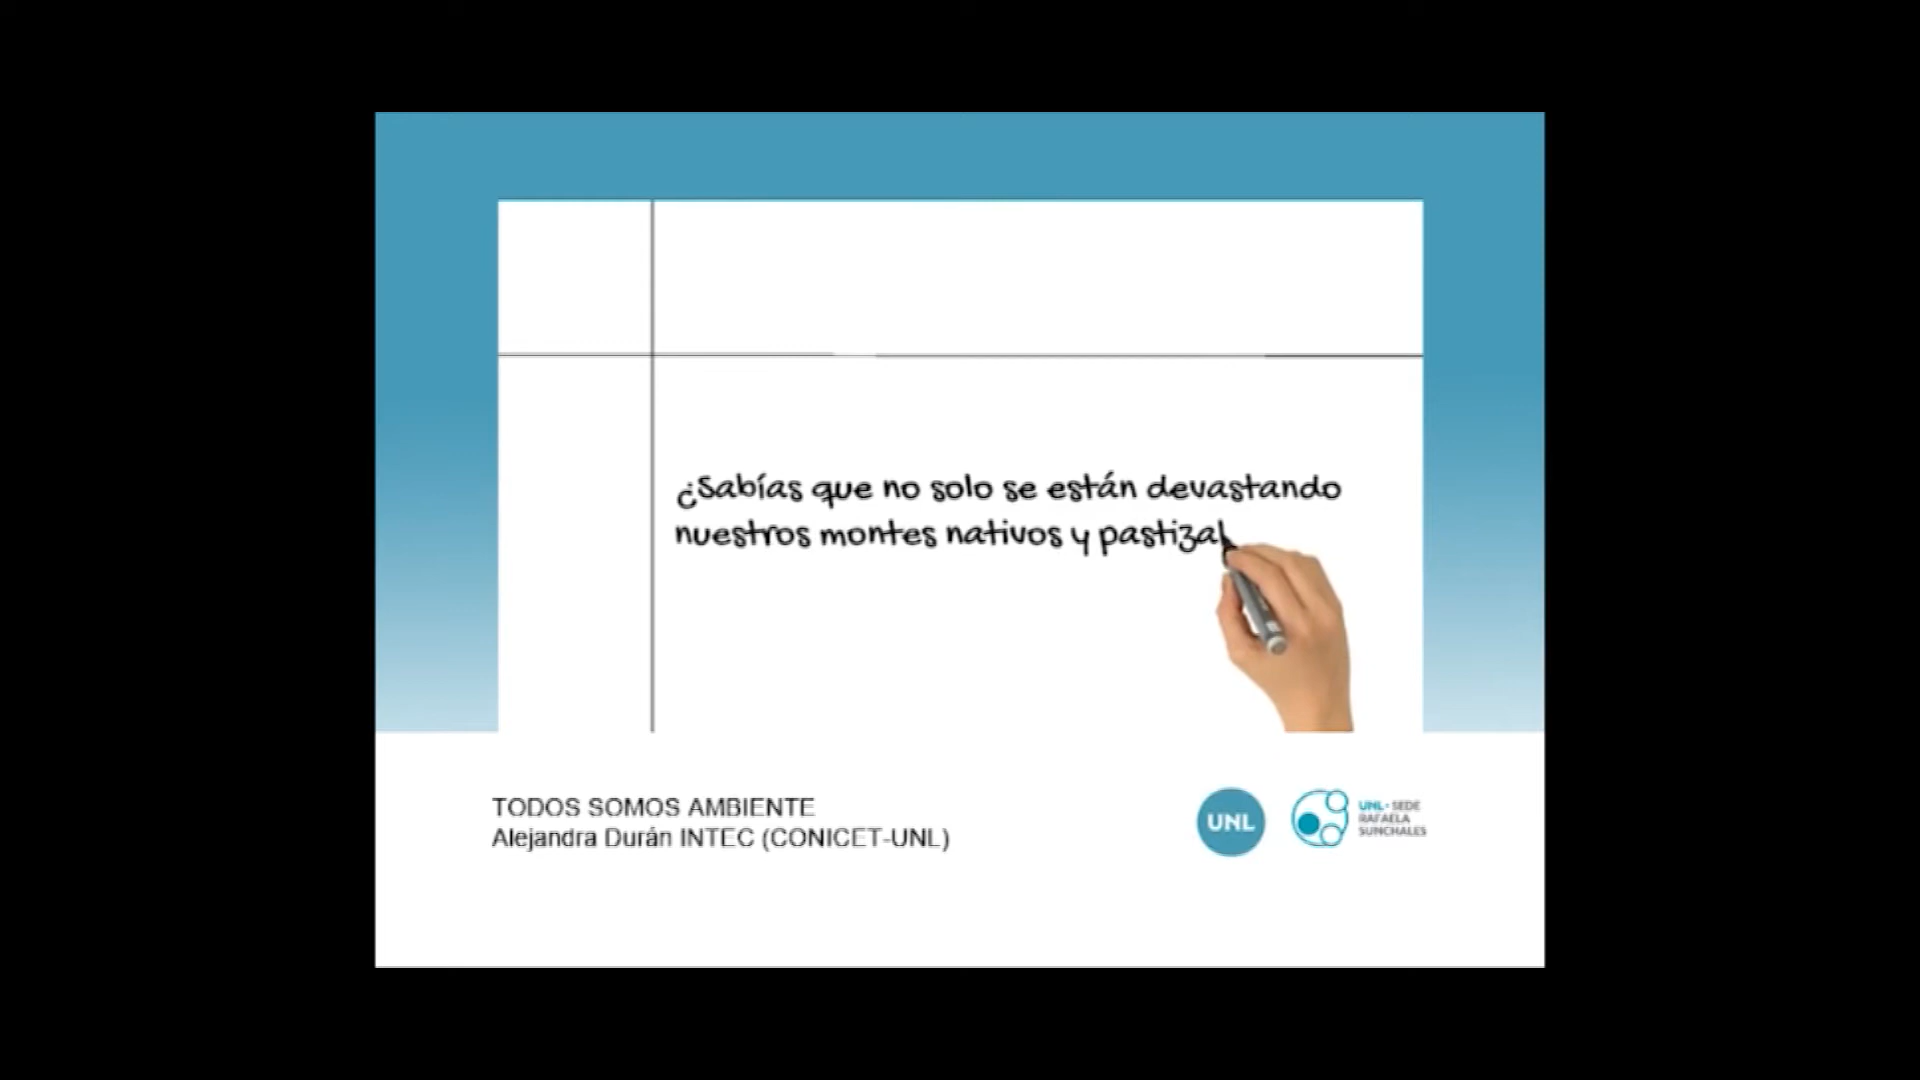 ¿Sabías que no solo se están devastando
nuestros montes nativos y pastizal
TODOS SOMOS AMBIENTE
Alejandra Durán INTEC (CONICET-UNL)
UNL
UNL - SEDE
RAFAELA
SUNCHALES